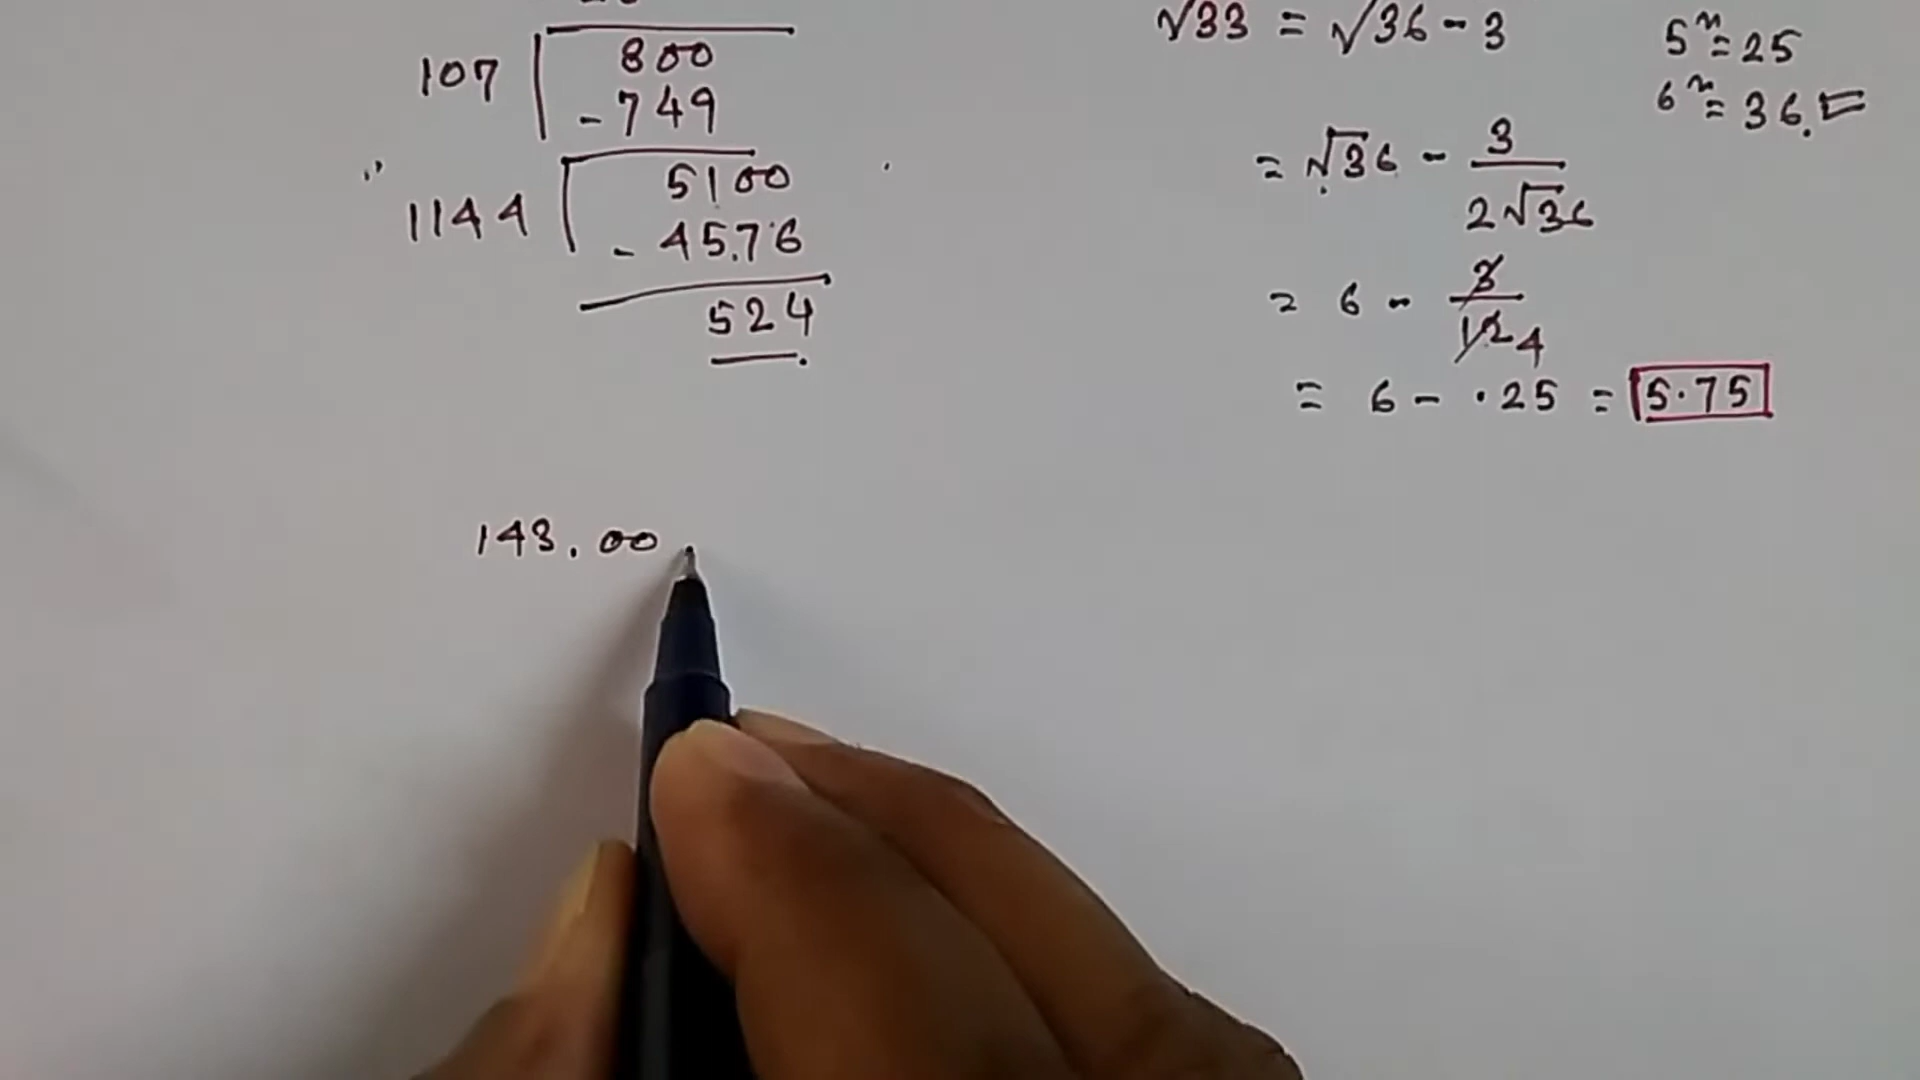 107 800
- 749
1144 5100
- 4576
524
√33 = √36 - 3
5² = 25
6² = 36.
= √36 - 3
2√36
= 6 - 3
12 4
= 6 - .25 = 5.75
143.00